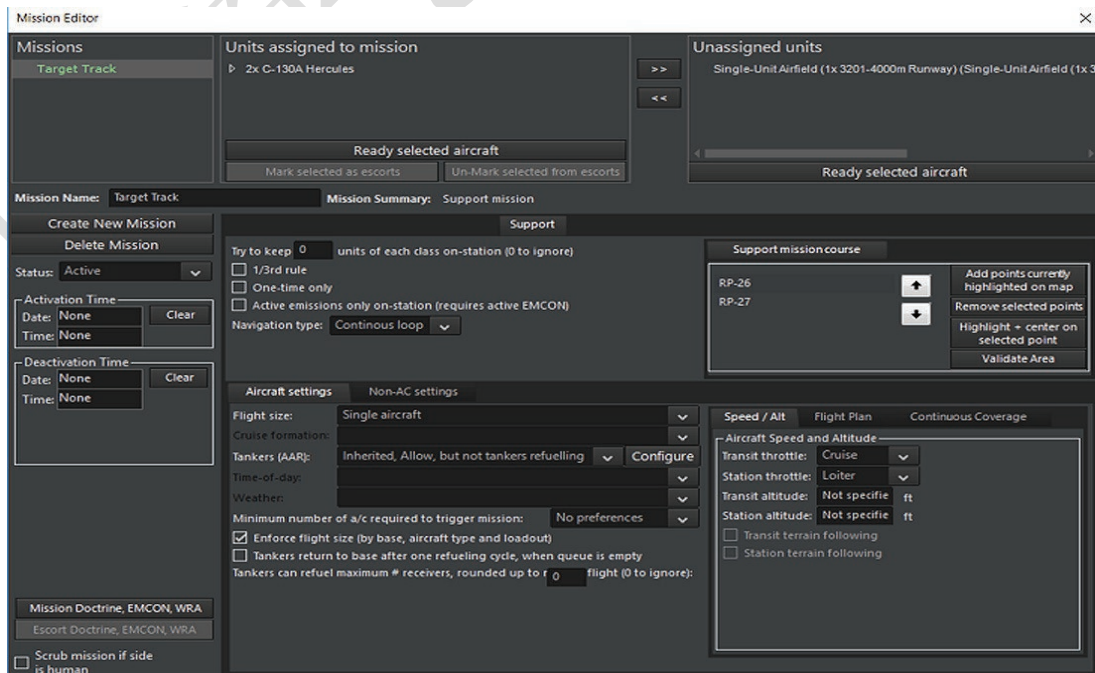 Mission Editor
Missions
Target Track
Units assigned to mission
2x C-130A Hercules
>>
<<
Unassigned units
Single-Unit Airfield (1x 3201-4000m Runway) (Single-Unit Airfield (1x 3
Ready selected aircraft
Mark selected as escorts
Un-Mark selected from escorts
Ready selected aircraft
Mission Name: Target Track Mission Summary: Support mission
Create New Mission
Delete Mission
Status: Active
Activation Time
Date: None Clear
Time: None
Deactivation Time
Date: None Clear
Time: None
Mission Doctrine, EMCON, WRA
Escort Doctrine, EMCON, WRA
Scrub mission if side
is human
Support
Try to keep 0 units of each class on-station (0 to ignore)
1/3rd rule
One-time only
Active emissions only on-station (requires active EMCON)
Navigation type: Continous loop
Support mission course
RP-26
RP-27
Add points currently
highlighted on map
Remove selected points
Highlight + center on
selected point
Validate Area
Aircraft settings Non-AC settings
Flight size: Single aircraft
Cruise formation:
Tankers (AAR): Inherited, Allow, but not tankers refuelling Configure
Time-of-day:
Weather:
Minimum number of a/c required to trigger mission: No preferences
Enforce flight size (by base, aircraft type and loadout)
Tankers return to base after one refueling cycle, when queue is empty
Tankers can refuel maximum # receivers, rounded up to 0 flight (0 to ignore):
Speed / Alt Flight Plan Continuous Coverage
Aircraft Speed and Altitude
Transit throttle: Cruise
Station throttle: Loiter
Transit altitude: Not specifie ft
Station altitude: Not specifie ft
Transit terrain following
Station terrain following